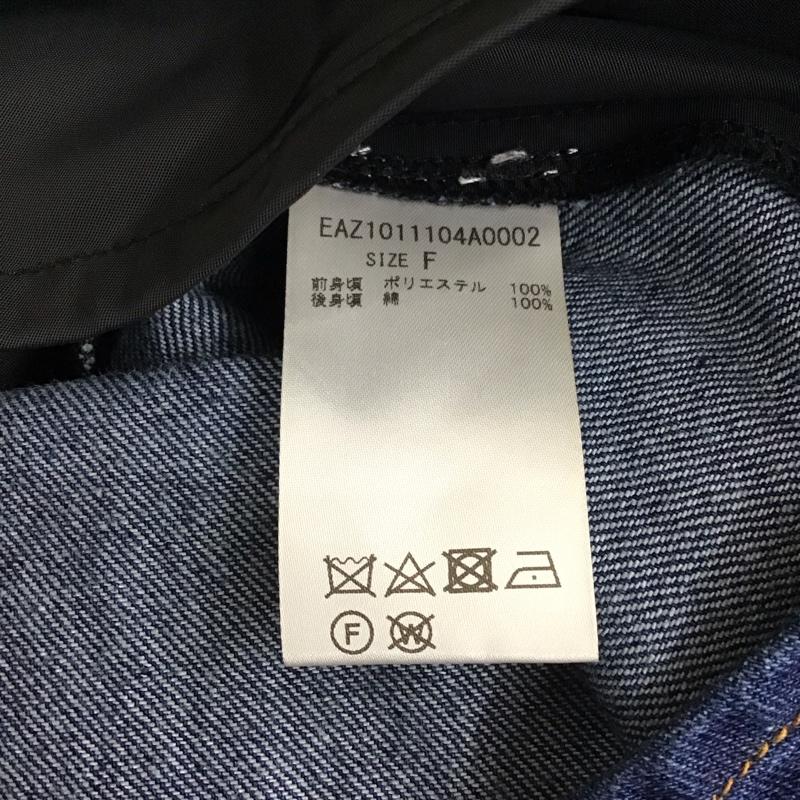 EAZ1011104A0002
SIZE F
前身頃 ポリエステル 100%
後身頃 綿 100%
F
W